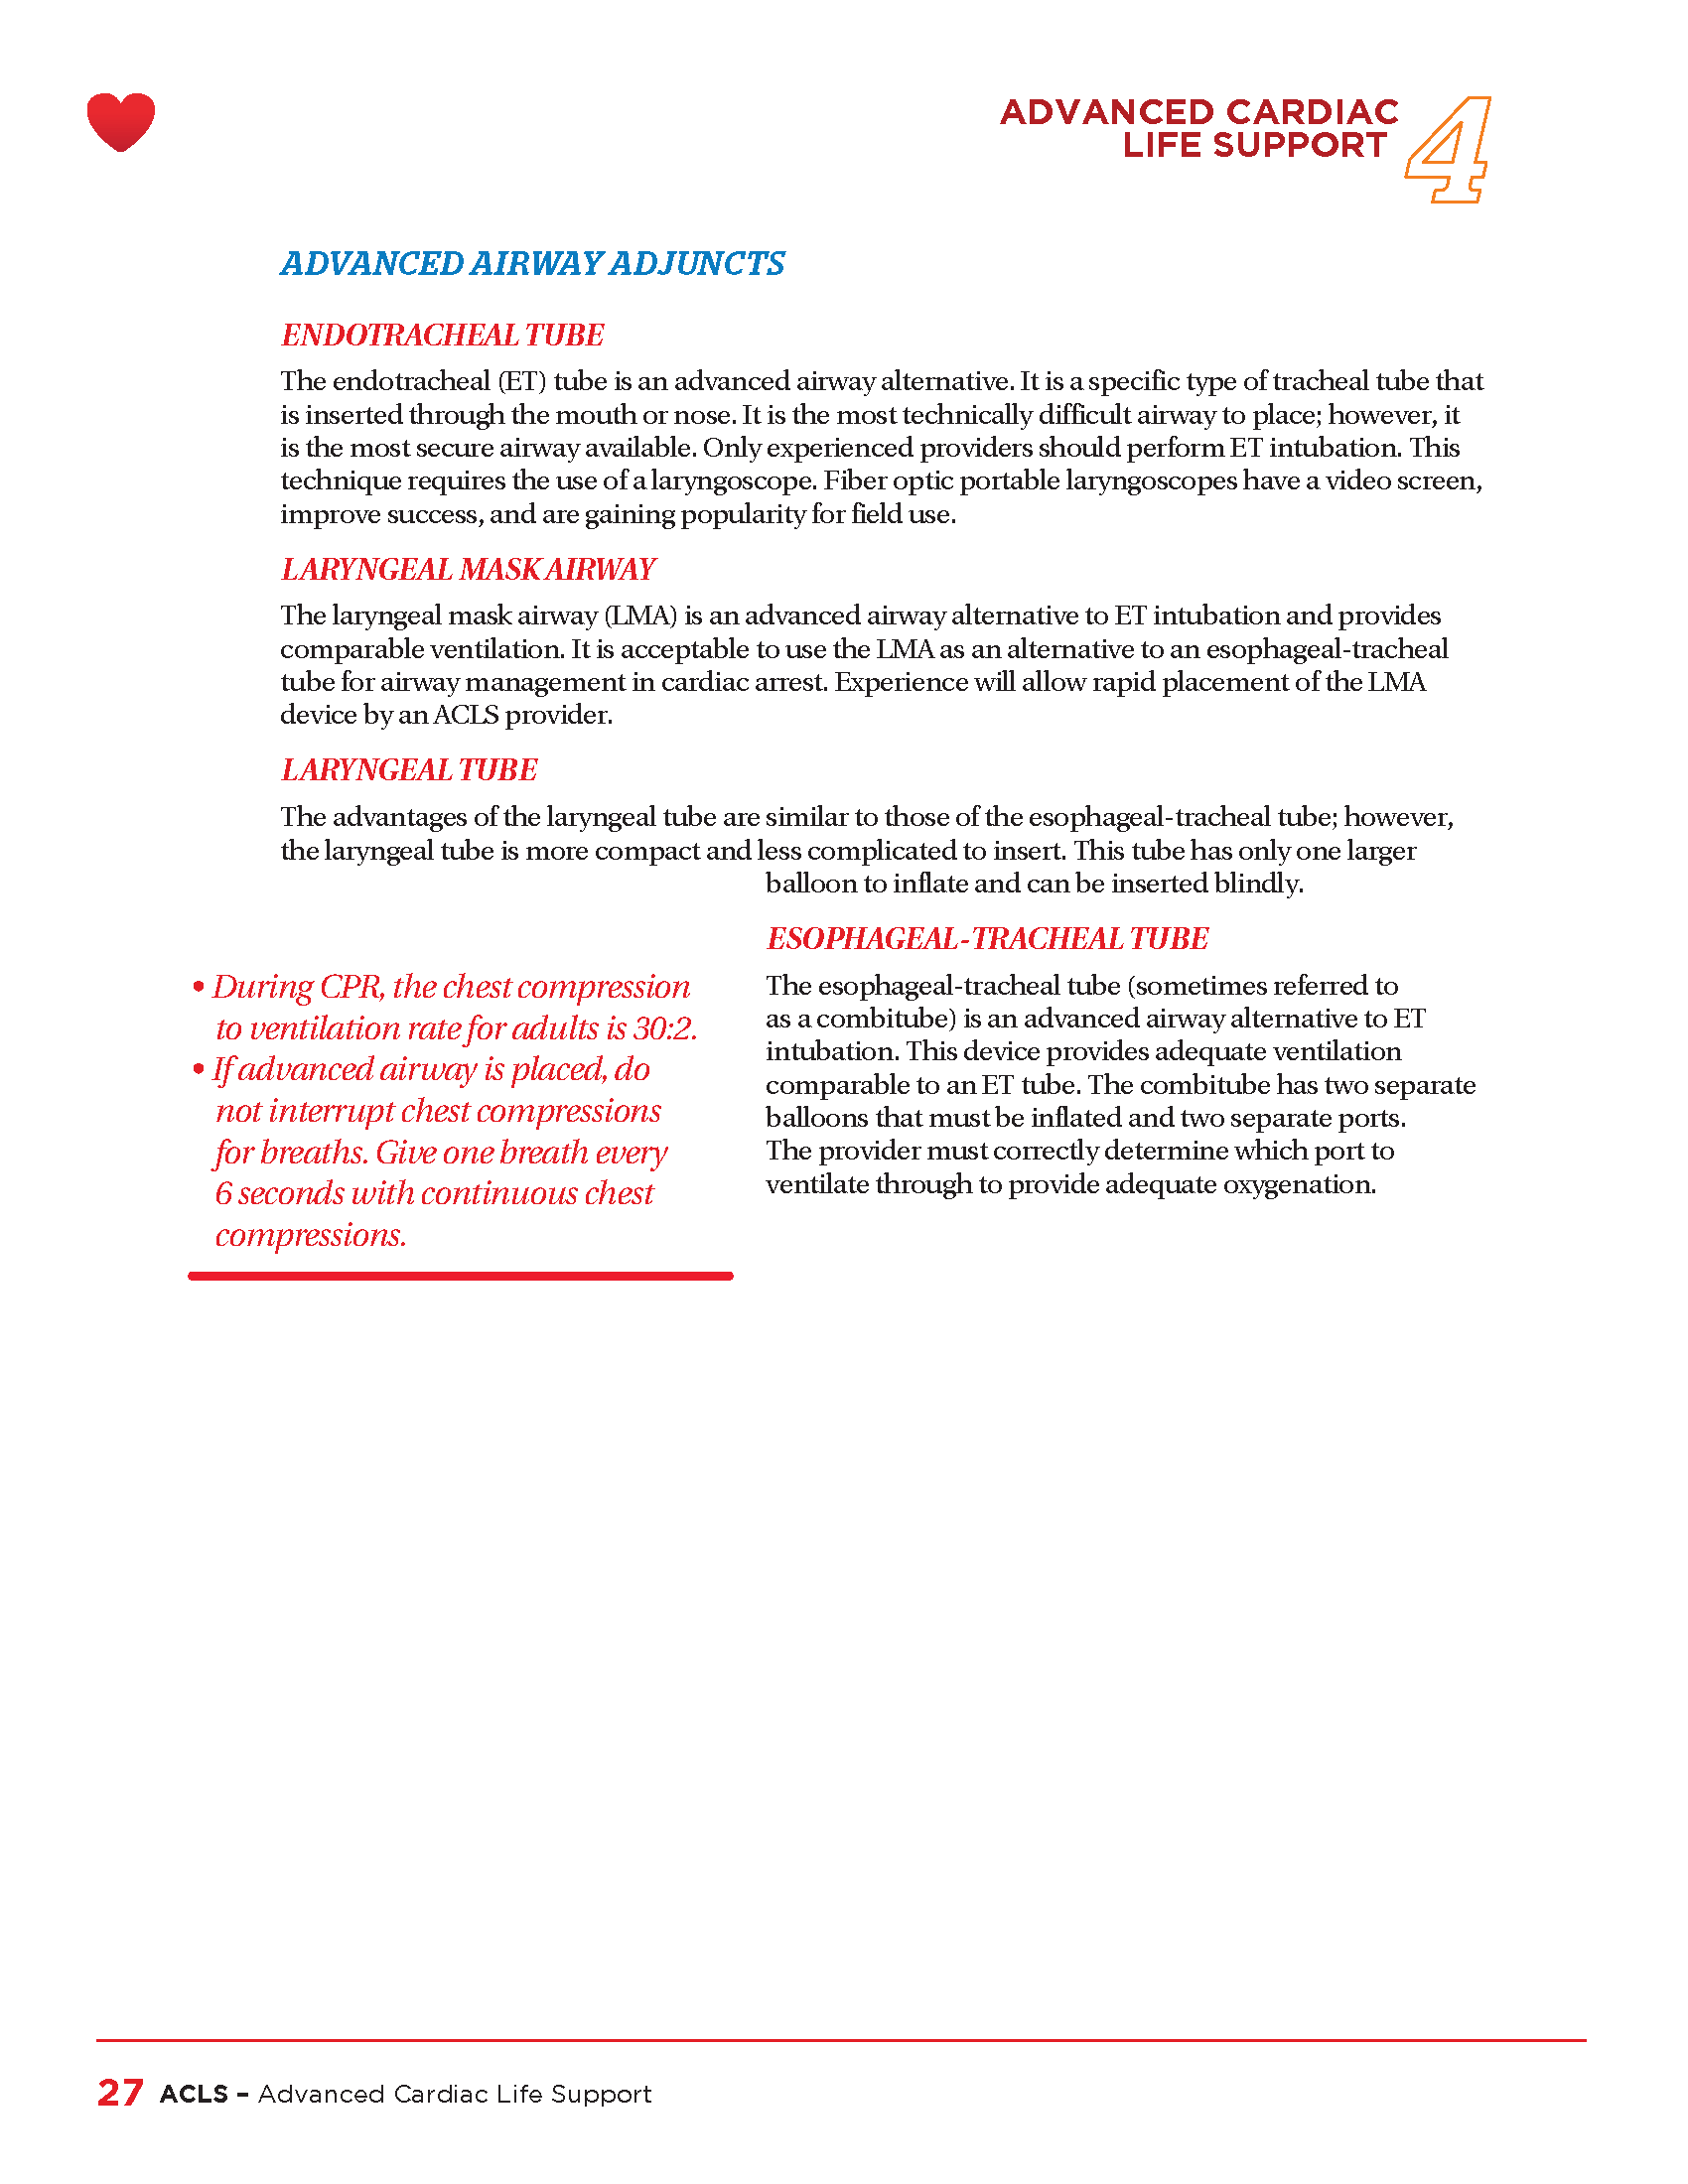 ADVANCED CARDIAC
LIFE SUPPORT
4
ADVANCED AIRWAY ADJUNCTS
ENDOTRACHEAL TUBE
The endotracheal (ET) tube is an advanced airway alternative. It is a specific type of tracheal tube that
is inserted through the mouth or nose. It is the most technically difficult airway to place; however, it
is the most secure airway available. Only experienced providers should perform ET intubation. This
technique requires the use of a laryngoscope. Fiber optic portable laryngoscopes have a video screen,
improve success, and are gaining popularity for field use.
LARYNGEAL MASK AIRWAY
The laryngeal mask airway (LMA) is an advanced airway alternative to ET intubation and provides
comparable ventilation. It is acceptable to use the LMA as an alternative to an esophageal-tracheal
tube for airway management in cardiac arrest. Experience will allow rapid placement of the LMA
device by an ACLS provider.
LARYNGEAL TUBE
The advantages of the laryngeal tube are similar to those of the esophageal-tracheal tube; however,
the laryngeal tube is more compact and less complicated to insert. This tube has only one larger
balloon to inflate and can be inserted blindly.
ESOPHAGEAL-TRACHEAL TUBE
The esophageal-tracheal tube (sometimes referred to
as a combitube) is an advanced airway alternative to ET
intubation. This device provides adequate ventilation
comparable to an ET tube. The combitube has two separate
balloons that must be inflated and two separate ports.
The provider must correctly determine which port to
ventilate through to provide adequate oxygenation.
• During CPR, the chest compression
to ventilation rate for adults is 30:2.
• If advanced airway is placed, do
not interrupt chest compressions
for breaths. Give one breath every
6 seconds with continuous chest
compressions.
27 ACLS – Advanced Cardiac Life Support